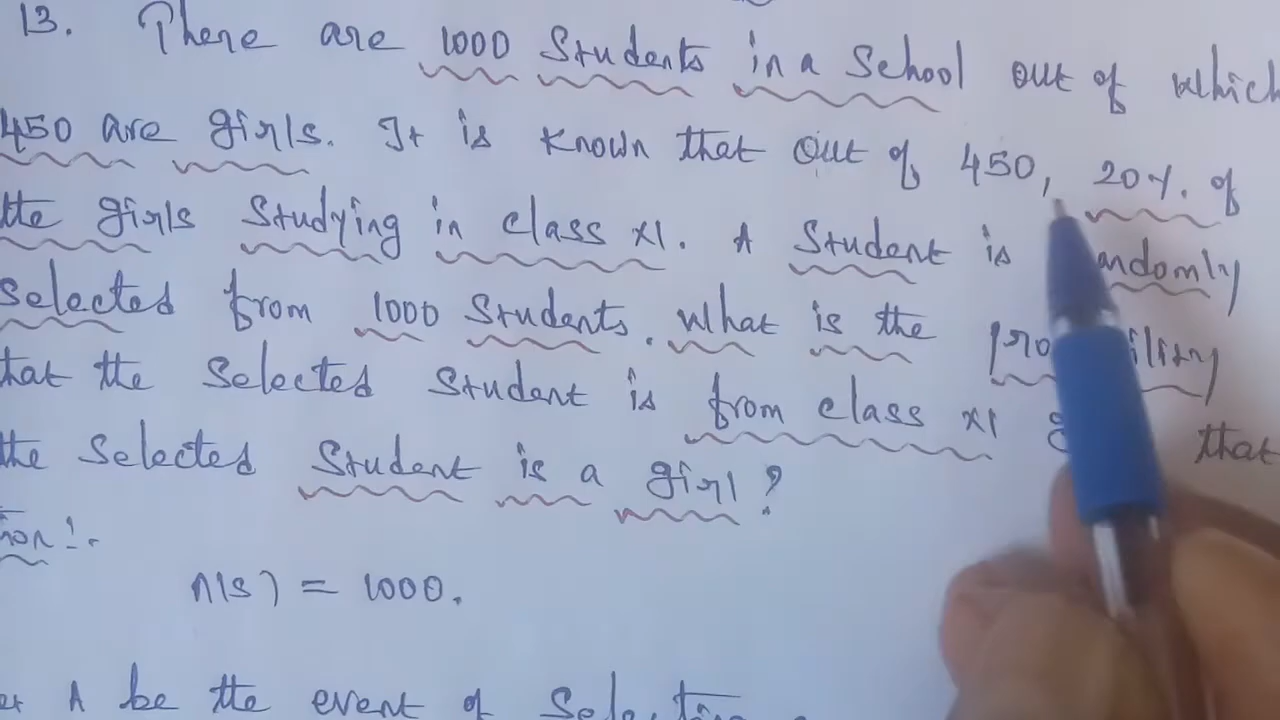 13. There are 1000 Students in a School out of which
450 are girls. It is known that out of 450, 20%. of
the girls studying in class XI. A Student is randomly
selected from 1000 Students. What is the
that the selected Student is from class XI that
the selected Student is a girl?
n(S) = 1000.
A be the event of